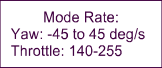 Mode Rate:
Yaw: -45 to 45 deg/s
Throttle: 140-255